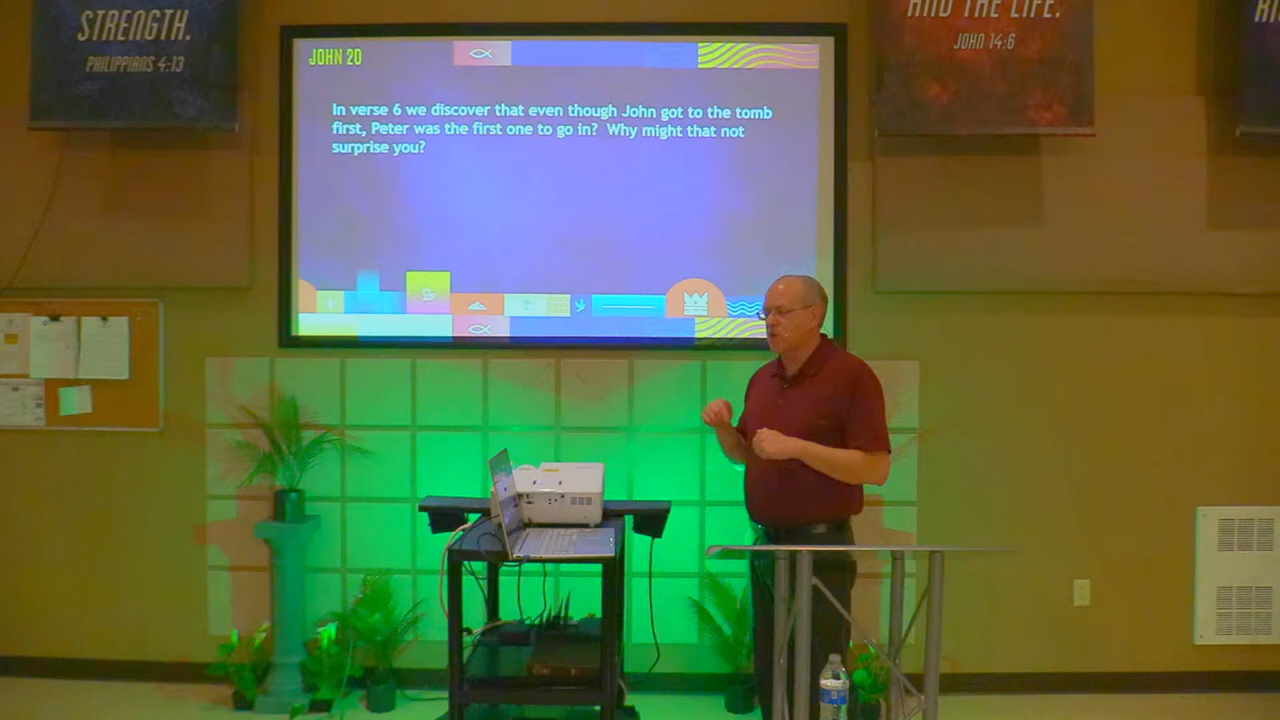 STRENGTH.
PHILIPPIANS 4:13
AND THE LIFE.
JOHN 14:6
JOHN 20
In verse 6 we discover that even though John got to the tomb
first, Peter was the first one to go in?  Why might that not
surprise you?